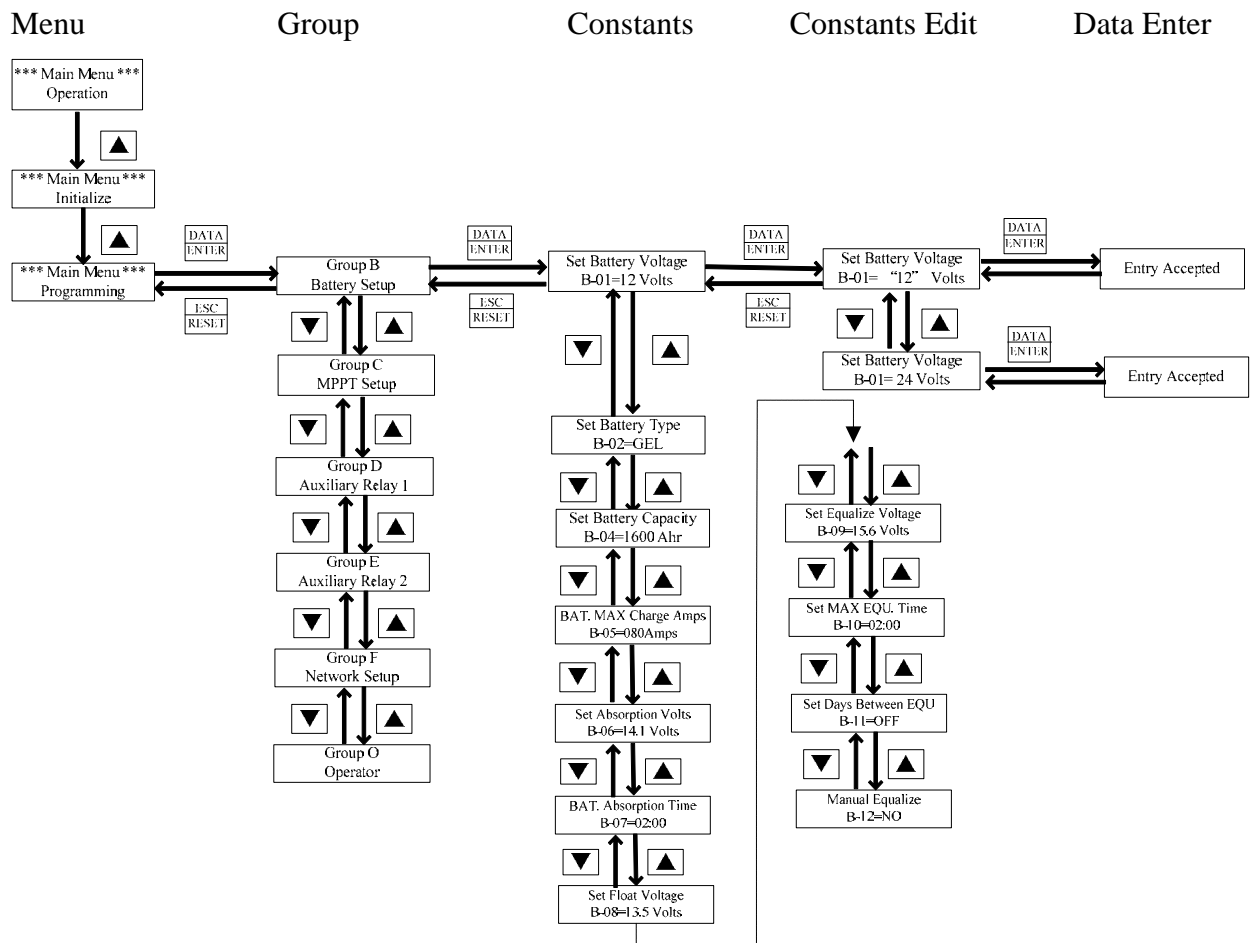 Menu
Group
Constants
Constants Edit
Data Enter
*** Main Menu ***
Operation
*** Main Menu ***
Initialize
*** Main Menu ***
Programming
DATA
ENTER
ESC
RESET
Group B
Battery Setup
Group C
MPPT Setup
Group D
Auxiliary Relay 1
Group E
Auxiliary Relay 2
Group F
Network Setup
Group O
Operator
DATA
ENTER
ESC
RESET
Set Battery Voltage
B-01=12 Volts
Set Battery Type
B-02=GEL
Set Battery Capacity
B-04=1600 Ahr
BAT. MAX Charge Amps
B-05=080Amps
Set Absorption Volts
B-06=14.1 Volts
BAT. Absorption Time
B-07=02:00
Set Float Voltage
B-08=13.5 Volts
DATA
ENTER
ESC
RESET
Set Battery Voltage
B-01= “12” Volts
Set Battery Voltage
B-01= 24 Volts
Set Equalize Voltage
B-09=15.6 Volts
Set MAX EQU. Time
B-10=02:00
Set Days Between EQU
B-11=OFF
Manual Equalize
B-12=NO
DATA
ENTER
Entry Accepted
DATA
ENTER
Entry Accepted